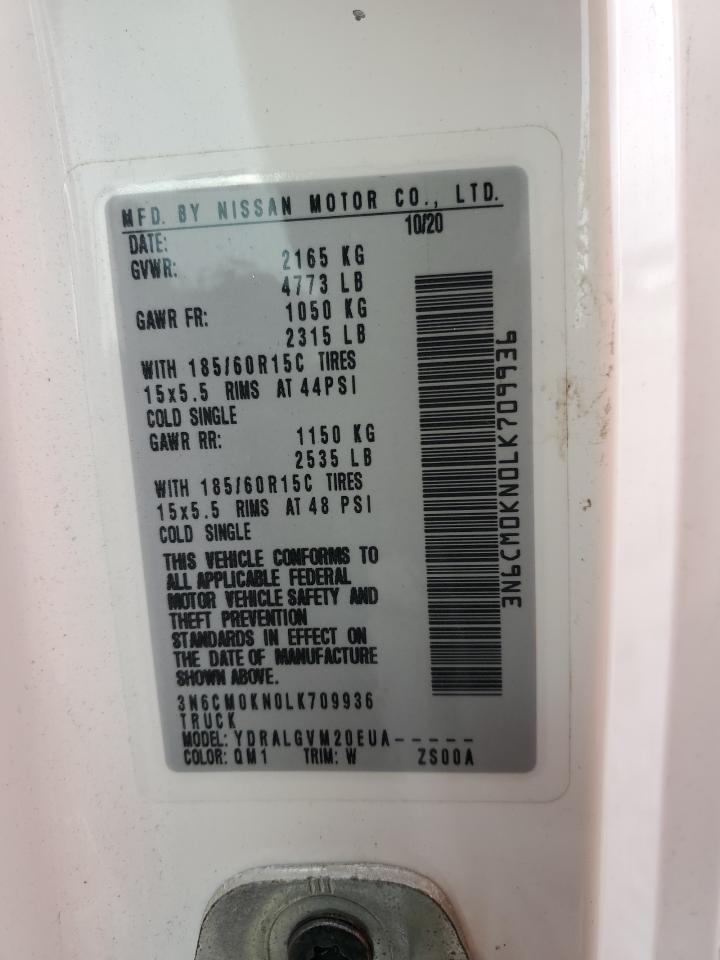 MFD. BY NISSAN MOTOR CO., LTD.
DATE: 10/20
GVWR: 2165 KG
4773 LB
GAWR FR: 1050 KG
2315 LB
WITH 185/60R15C TIRES
15x5.5 RIMS AT 44PSI
COLD SINGLE
GAWR RR: 1150 KG
2535 LB
WITH 185/60R15C TIRES
15x5.5 RIMS AT 48 PSI
COLD SINGLE
THIS VEHICLE CONFORMS TO
ALL APPLICABLE FEDERAL
MOTOR VEHICLE SAFETY AND
THEFT PREVENTION
STANDARDS IN EFFECT ON
THE DATE OF MANUFACTURE
SHOWN ABOVE.
3N6CM0KN0LK709936
TRUCK
MODEL: YDRALGVM20EUA-----
COLOR: QM1 TRIM: W ZS00A
3N6CM0KN0LK709936